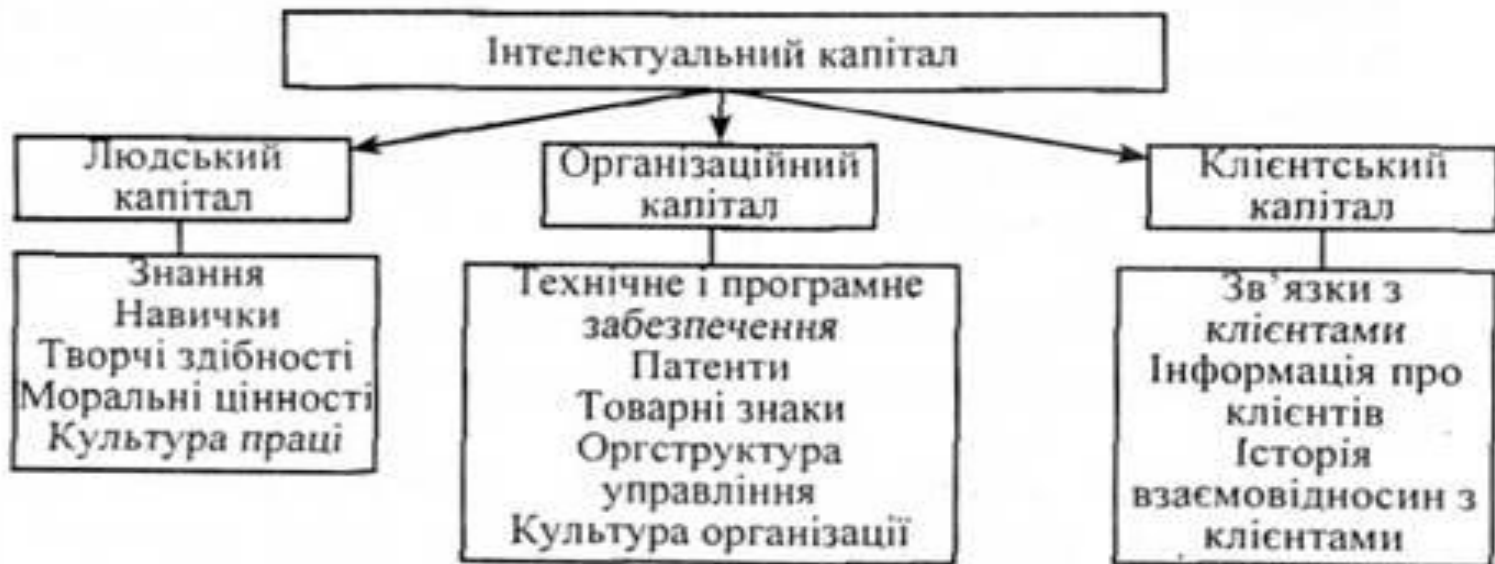 Інтелектуальний капітал
Людський
капітал
Знання
Навички
Творчі здібності
Моральні цінності
Культура праці
Організаційний
капітал
Технічне і програмне
забезпечення
Патенти
Товарні знаки
Оргструктура
управління
Культура організації
Клієнтський
капітал
Зв’язки з
клієнтами
Інформація про
клієнтів
Історія
взаємовідносин з
клієнтами